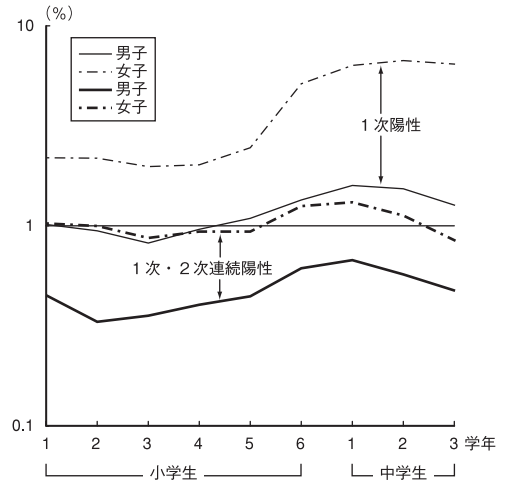 (%)
10
男子
女子
男子
女子
1次陽性
1
1次・2次連続陽性
0.1
1 2 3 4 5 6 1 2 3 学年
小学生 中学生